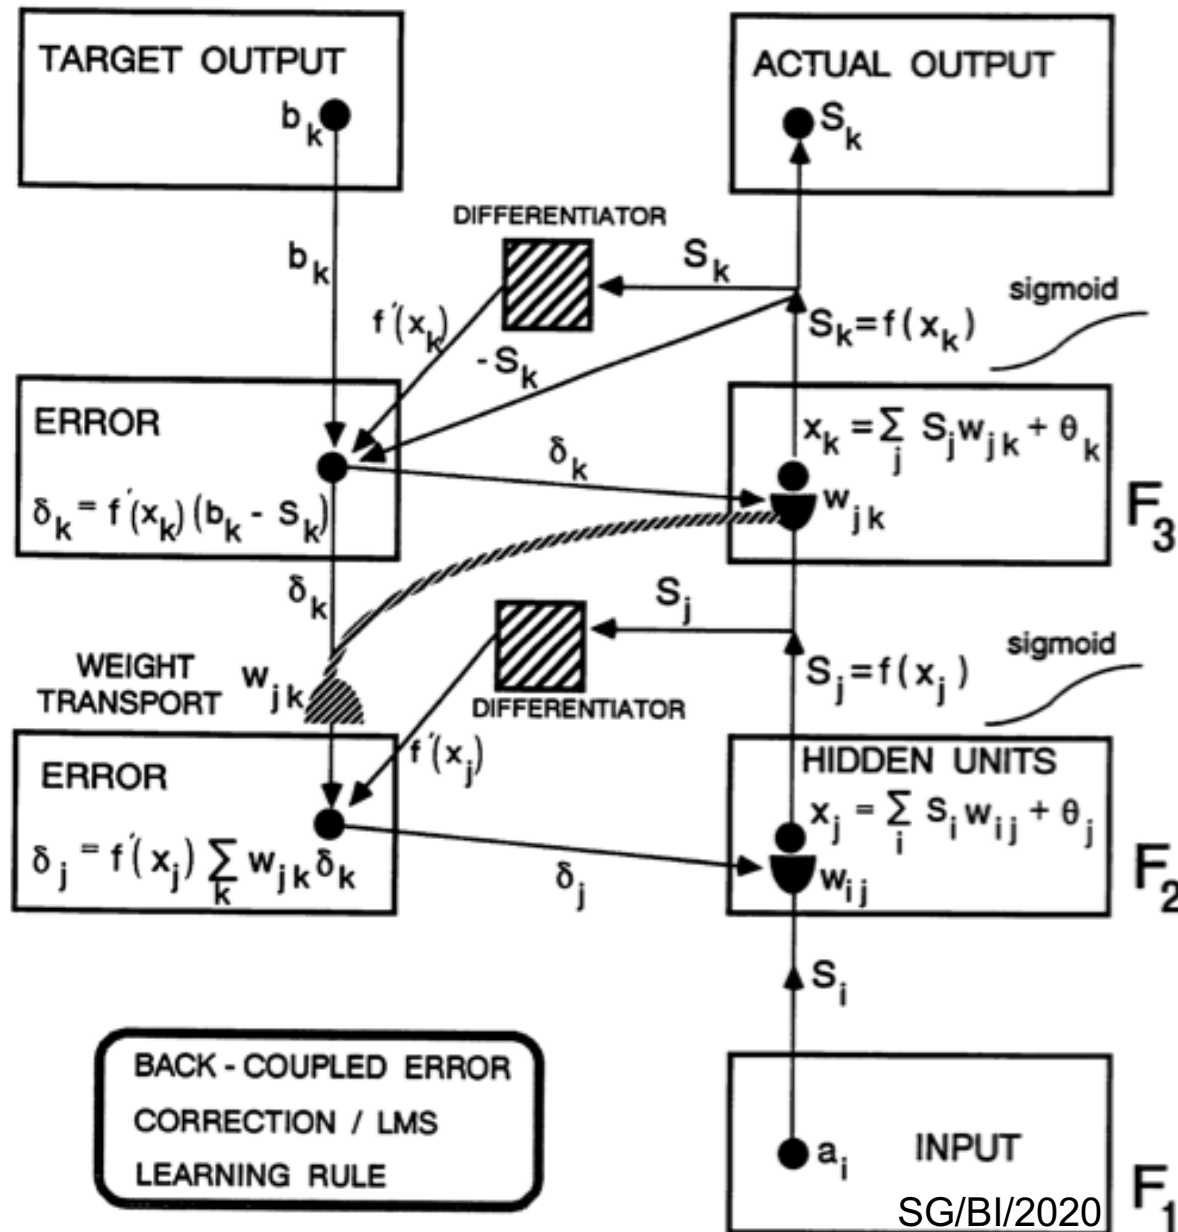 TARGET OUTPUT
b_k
b_k
ACTUAL OUTPUT
S_k
DIFFERENTIATOR
S_k
f'(x_k)
-S_k
S_k = f(x_k)
sigmoid
ERROR
δ_k = f'(x_k) (b_k - S_k)
δ_k
x_k = ∑_j S_j w_jk + θ_k
w_jk
F_3
δ_k
WEIGHT
TRANSPORT
w_jk
S_j
DIFFERENTIATOR
f'(x_j)
S_j = f(x_j)
sigmoid
ERROR
δ_j = f'(x_j) ∑_k w_jk δ_k
δ_j
HIDDEN UNITS
x_j = ∑_i S_i w_ij + θ_j
w_ij
F_2
S_i
BACK - COUPLED ERROR
CORRECTION / LMS
LEARNING RULE
a_i
INPUT
F_1
SG/BI/2020